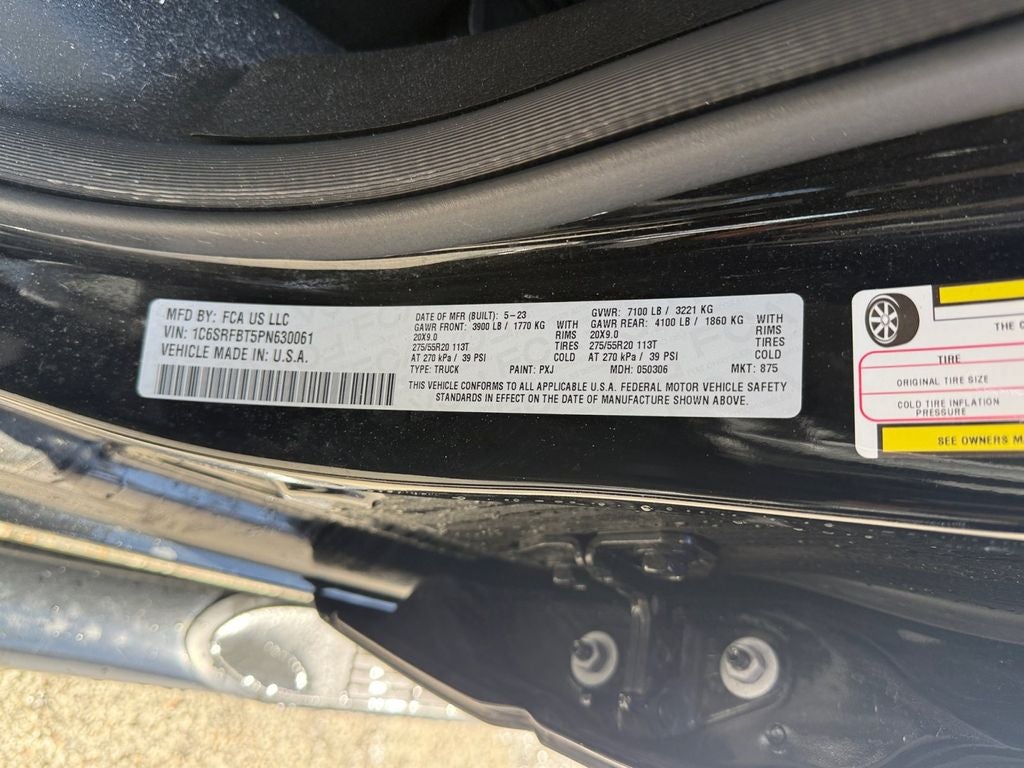 MFD BY: FCA US LLC
VIN: 1C6SRFBT5PN630061
VEHICLE MADE IN: U.S.A.
DATE OF MFR (BUILT): 5-23
GAWR FRONT: 3900 LB / 1770 KG WITH
20X9.0 RIMS
275/55R20 113T TIRES
AT 270 kPa / 39 PSI COLD
GVWR: 7100 LB / 3221 KG
GAWR REAR: 4100 LB / 1860 KG WITH
20X9.0 RIMS
275/55R20 113T TIRES
AT 270 kPa / 39 PSI COLD
TYPE: TRUCK PAINT: PXJ MDH: 050306 MKT: 875
THIS VEHICLE CONFORMS TO ALL APPLICABLE U.S.A. FEDERAL MOTOR VEHICLE SAFETY
STANDARDS IN EFFECT ON THE DATE OF MANUFACTURE SHOWN ABOVE.
THE
TIRE
ORIGINAL TIRE SIZE
COLD TIRE INFLATION
PRESSURE
SEE OWNERS